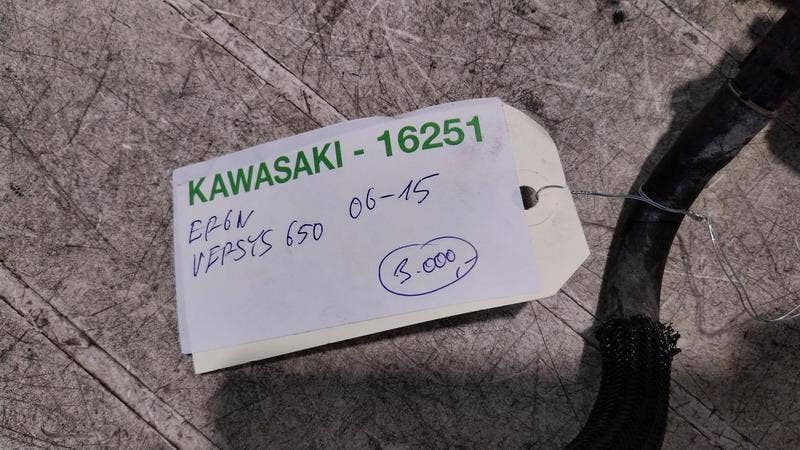 KAWASAKI - 16251
ER6N
VERSYS 650 06-15
3.000,-